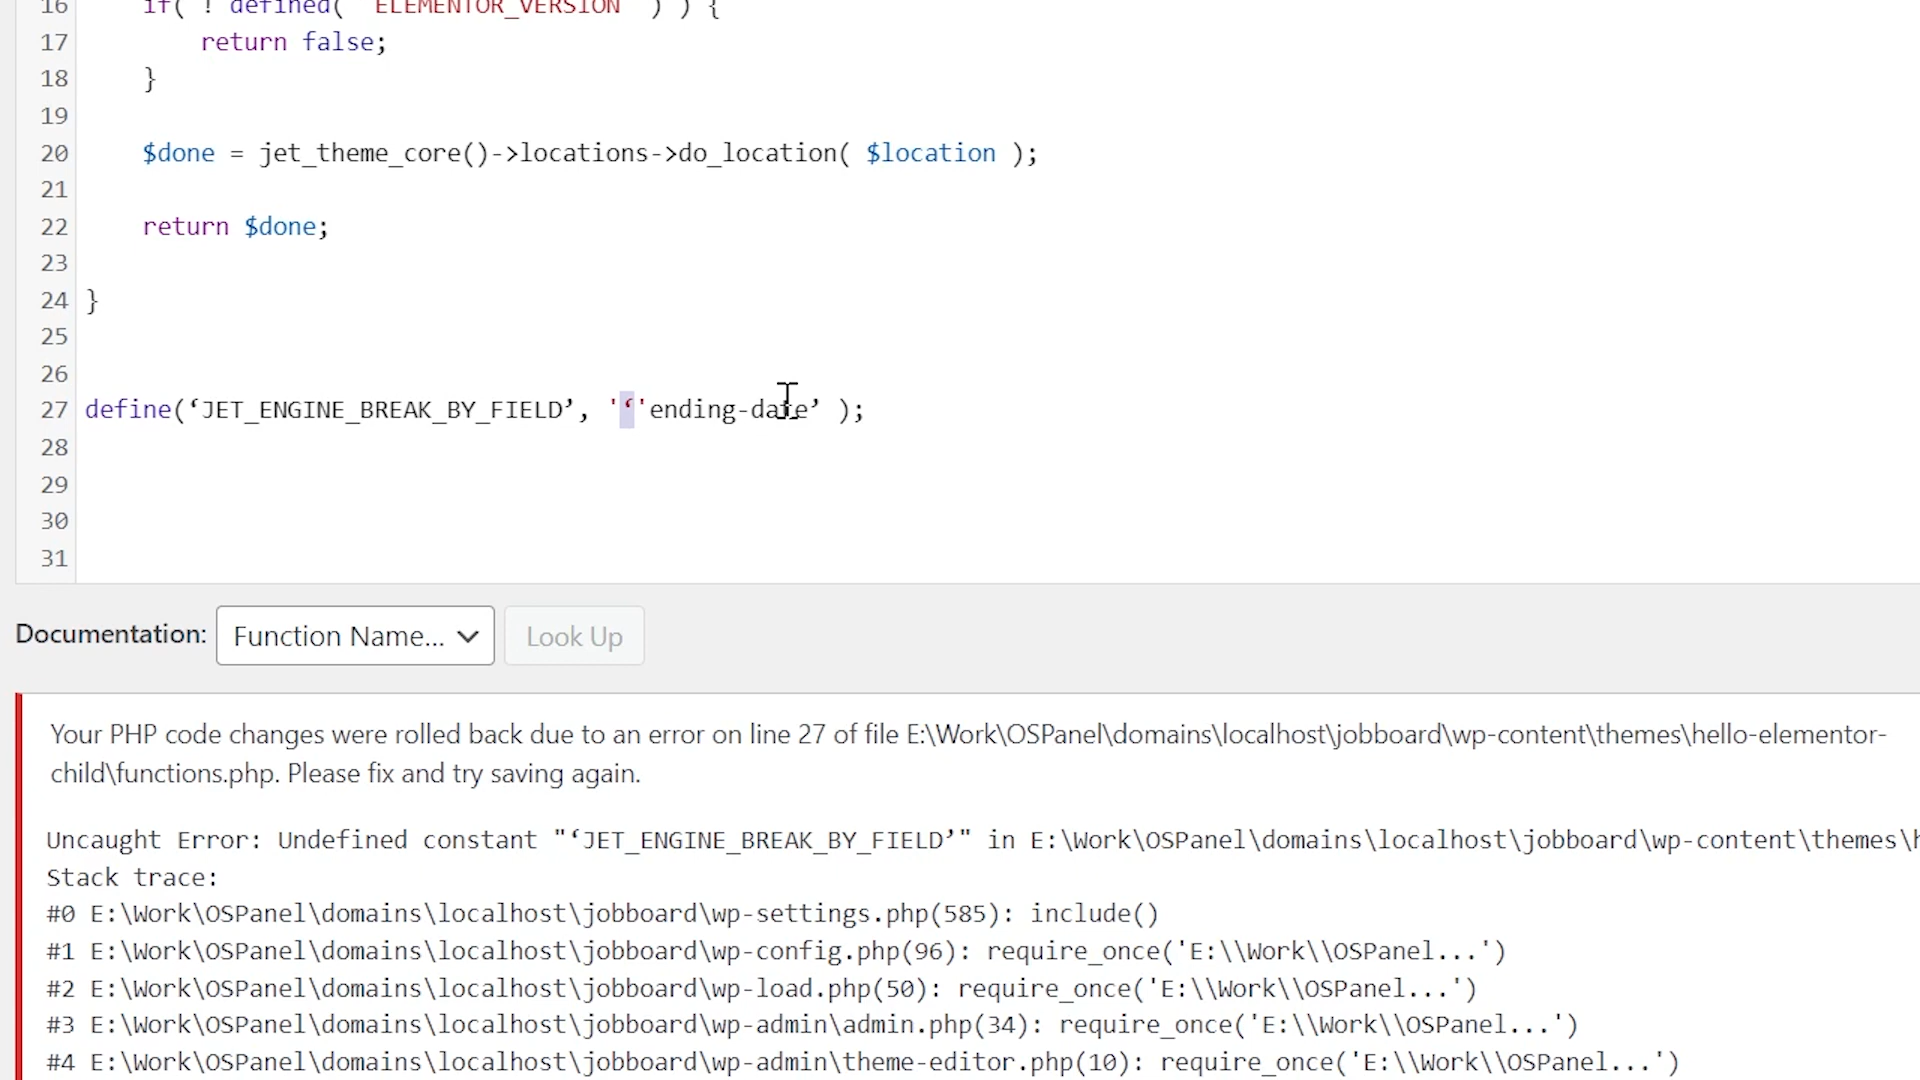 16 if( ! defined( 'ELEMENTOR_VERSION' ) ) {
17 return false;
18 }
19
20 $done = jet_theme_core()->locations->do_location( $location );
21
22 return $done;
23
24 }
25
26
27 define(‘JET_ENGINE_BREAK_BY_FIELD’, '‘'ending-date’ );
28
29
30
31
Documentation: Function Name... Look Up
Your PHP code changes were rolled back due to an error on line 27 of file E:\Work\OSPanel\domains\localhost\jobboard\wp-content\themes\hello-elementor-
child\functions.php. Please fix and try saving again.
Uncaught Error: Undefined constant "‘JET_ENGINE_BREAK_BY_FIELD’" in E:\Work\OSPanel\domains\localhost\jobboard\wp-content\themes\h
Stack trace:
#0 E:\Work\OSPanel\domains\localhost\jobboard\wp-settings.php(585): include()
#1 E:\Work\OSPanel\domains\localhost\jobboard\wp-config.php(96): require_once('E:\\Work\\OSPanel...')
#2 E:\Work\OSPanel\domains\localhost\jobboard\wp-load.php(50): require_once('E:\\Work\\OSPanel...')
#3 E:\Work\OSPanel\domains\localhost\jobboard\wp-admin\admin.php(34): require_once('E:\\Work\\OSPanel...')
#4 E:\Work\OSPanel\domains\localhost\jobboard\wp-admin\theme-editor.php(10): require_once('E:\\Work\\OSPanel...')